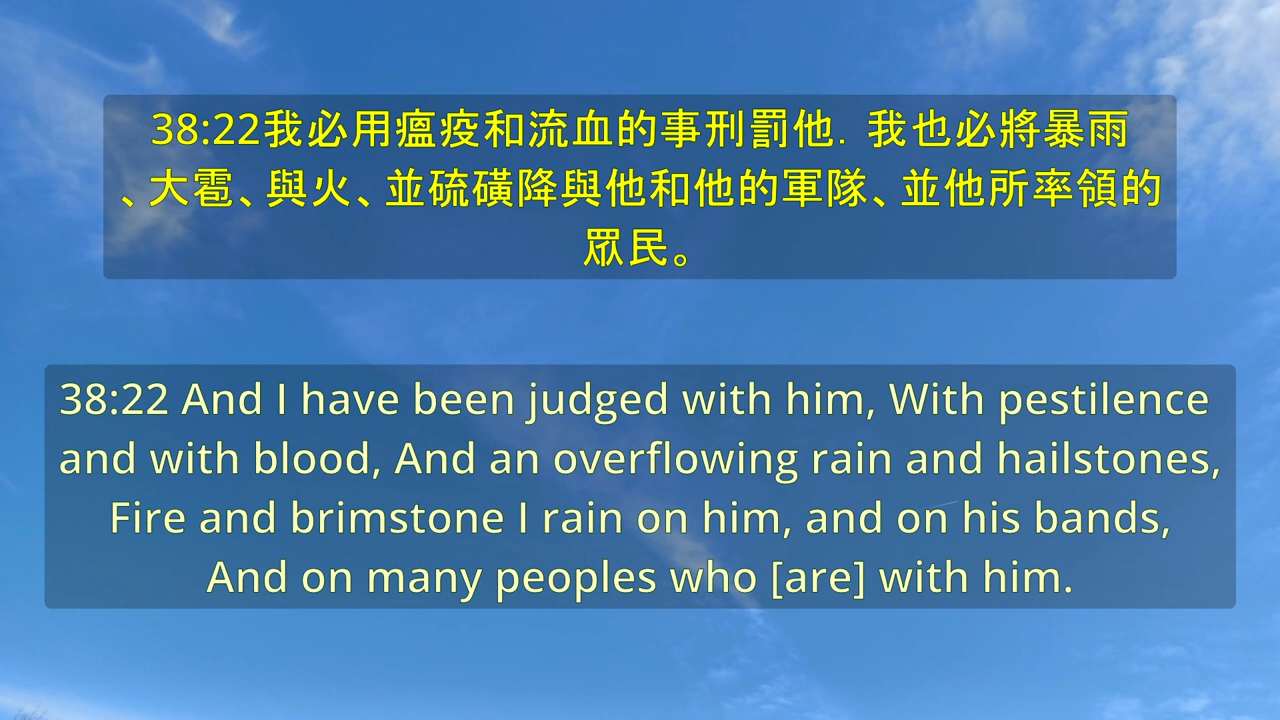 38:22我必用瘟疫和流血的事刑罰他．我也必將暴雨
、大雹、與火、並硫磺降與他和他的軍隊、並他所率領的
眾民。
38:22 And I have been judged with him, With pestilence
and with blood, And an overflowing rain and hailstones,
Fire and brimstone I rain on him, and on his bands,
And on many peoples who [are] with him.